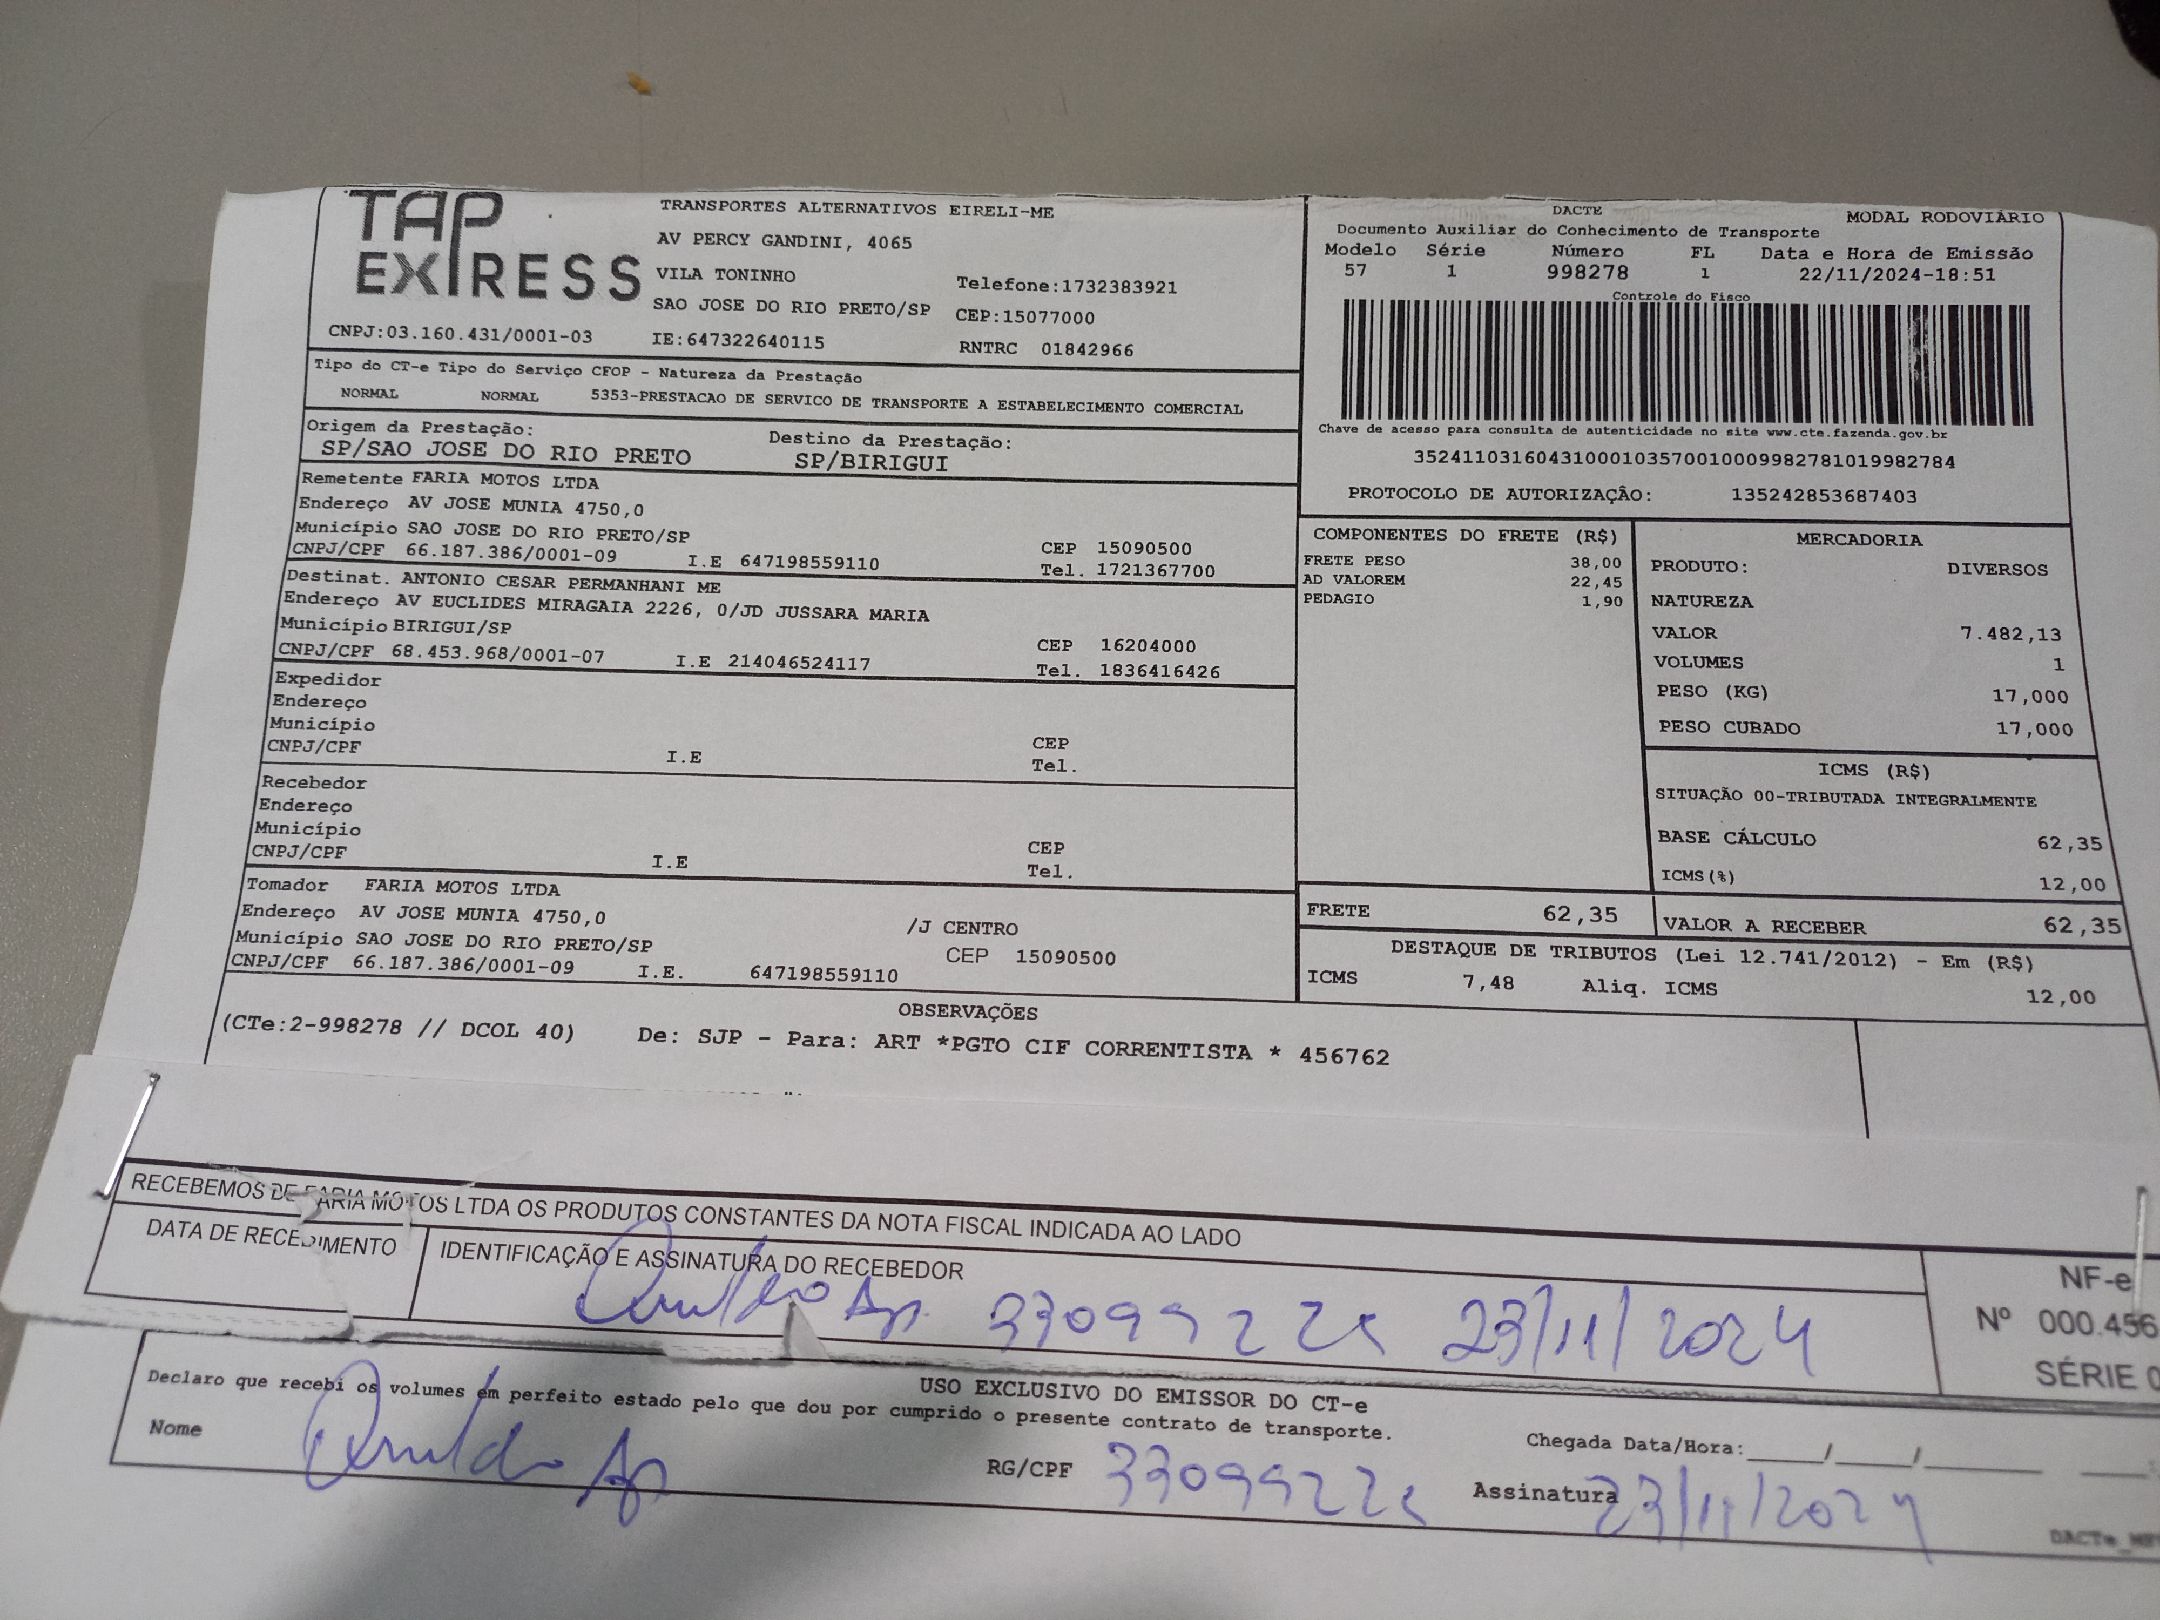 TAP EXPRESS
TRANSPORTES ALTERNATIVOS EIRELI-ME
AV PERCY GANDINI, 4065
VILA TONINHO
Telefone:1732383921
SAO JOSE DO RIO PRETO/SP CEP:15077000
CNPJ:03.160.431/0001-03 IE:647322640115 RNTRC 01842966
DACTE MODAL RODOVIÁRIO
Documento Auxiliar do Conhecimento de Transporte
Modelo Série Número FL Data e Hora de Emissão
57 1 998278 1 22/11/2024-18:51
Controle do Fisco
Chave de acesso para consulta de autenticidade no site www.cte.fazenda.gov.br
35241103160431000103570010009982781019982784
PROTOCOLO DE AUTORIZAÇÃO: 135242853687403
Tipo do CT-e Tipo do Serviço CFOP - Natureza da Prestação
NORMAL NORMAL 5353-PRESTACAO DE SERVICO DE TRANSPORTE A ESTABELECIMENTO COMERCIAL
Origem da Prestação: Destino da Prestação:
SP/SAO JOSE DO RIO PRETO SP/BIRIGUI
Remetente FARIA MOTOS LTDA
Endereço AV JOSE MUNIA 4750,0
Município SAO JOSE DO RIO PRETO/SP CEP 15090500
CNPJ/CPF 66.187.386/0001-09 I.E 647198559110 Tel. 1721367700
Destinat. ANTONIO CESAR PERMANHANI ME
Endereço AV EUCLIDES MIRAGAIA 2226, 0/JD JUSSARA MARIA
Município BIRIGUI/SP CEP 16204000
CNPJ/CPF 68.453.968/0001-07 I.E 214046524117 Tel. 1836416426
Expedidor
Endereço
Município CEP
CNPJ/CPF I.E Tel.
Recebedor
Endereço
Município CEP
CNPJ/CPF I.E Tel.
Tomador FARIA MOTOS LTDA
Endereço AV JOSE MUNIA 4750,0 /J CENTRO
Município SAO JOSE DO RIO PRETO/SP CEP 15090500
CNPJ/CPF 66.187.386/0001-09 I.E. 647198559110
COMPONENTES DO FRETE (R$)
FRETE PESO 38,00
AD VALOREM 22,45
PEDAGIO 1,90
MERCADORIA
PRODUTO: DIVERSOS
NATUREZA
VALOR 7.482,13
VOLUMES 1
PESO (KG) 17,000
PESO CUBADO 17,000
ICMS (R$)
SITUAÇÃO 00-TRIBUTADA INTEGRALMENTE
BASE CÁLCULO 62,35
ICMS(%) 12,00
FRETE 62,35 VALOR A RECEBER 62,35
DESTAQUE DE TRIBUTOS (Lei 12.741/2012) - Em (R$)
ICMS 7,48 Aliq. ICMS 12,00
OBSERVAÇÕES
(CTe:2-998278 // DCOL 40) De: SJP - Para: ART *PGTO CIF CORRENTISTA * 456762
RECEBEMOS DE FARIA MOTOS LTDA OS PRODUTOS CONSTANTES DA NOTA FISCAL INDICADA AO LADO
DATA DE RECEBIMENTO IDENTIFICAÇÃO E ASSINATURA DO RECEBEDOR
23/11/2024
NF-e
Nº 000.456
SÉRIE 0
USO EXCLUSIVO DO EMISSOR DO CT-e
Declaro que recebi os volumes em perfeito estado pelo que dou por cumprido o presente contrato de transporte.
Nome RG/CPF Chegada Data/Hora:____/____/______
Assinatura 23/11/2024